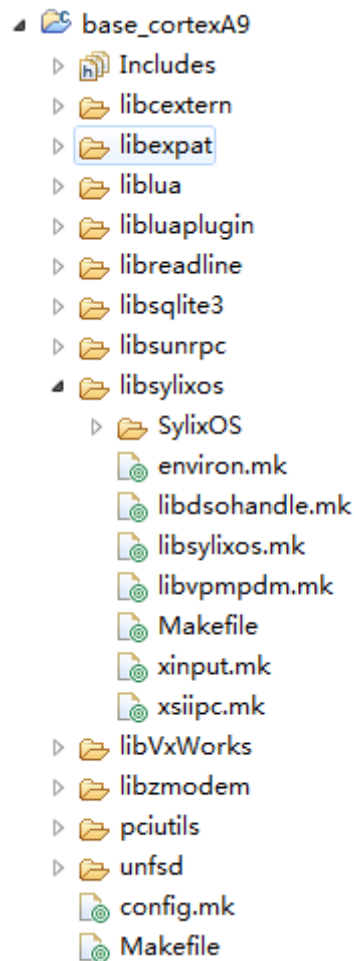 base_cortexA9
Includes
libcextern
libexpat
liblua
libluaplugin
libreadline
libsqlite3
libsunrpc
libsylixos
SylixOS
environ.mk
libdsohandle.mk
libsylixos.mk
libvpmpdm.mk
Makefile
xinput.mk
xsiipc.mk
libVxWorks
libzmodem
pciutils
unfsd
config.mk
Makefile